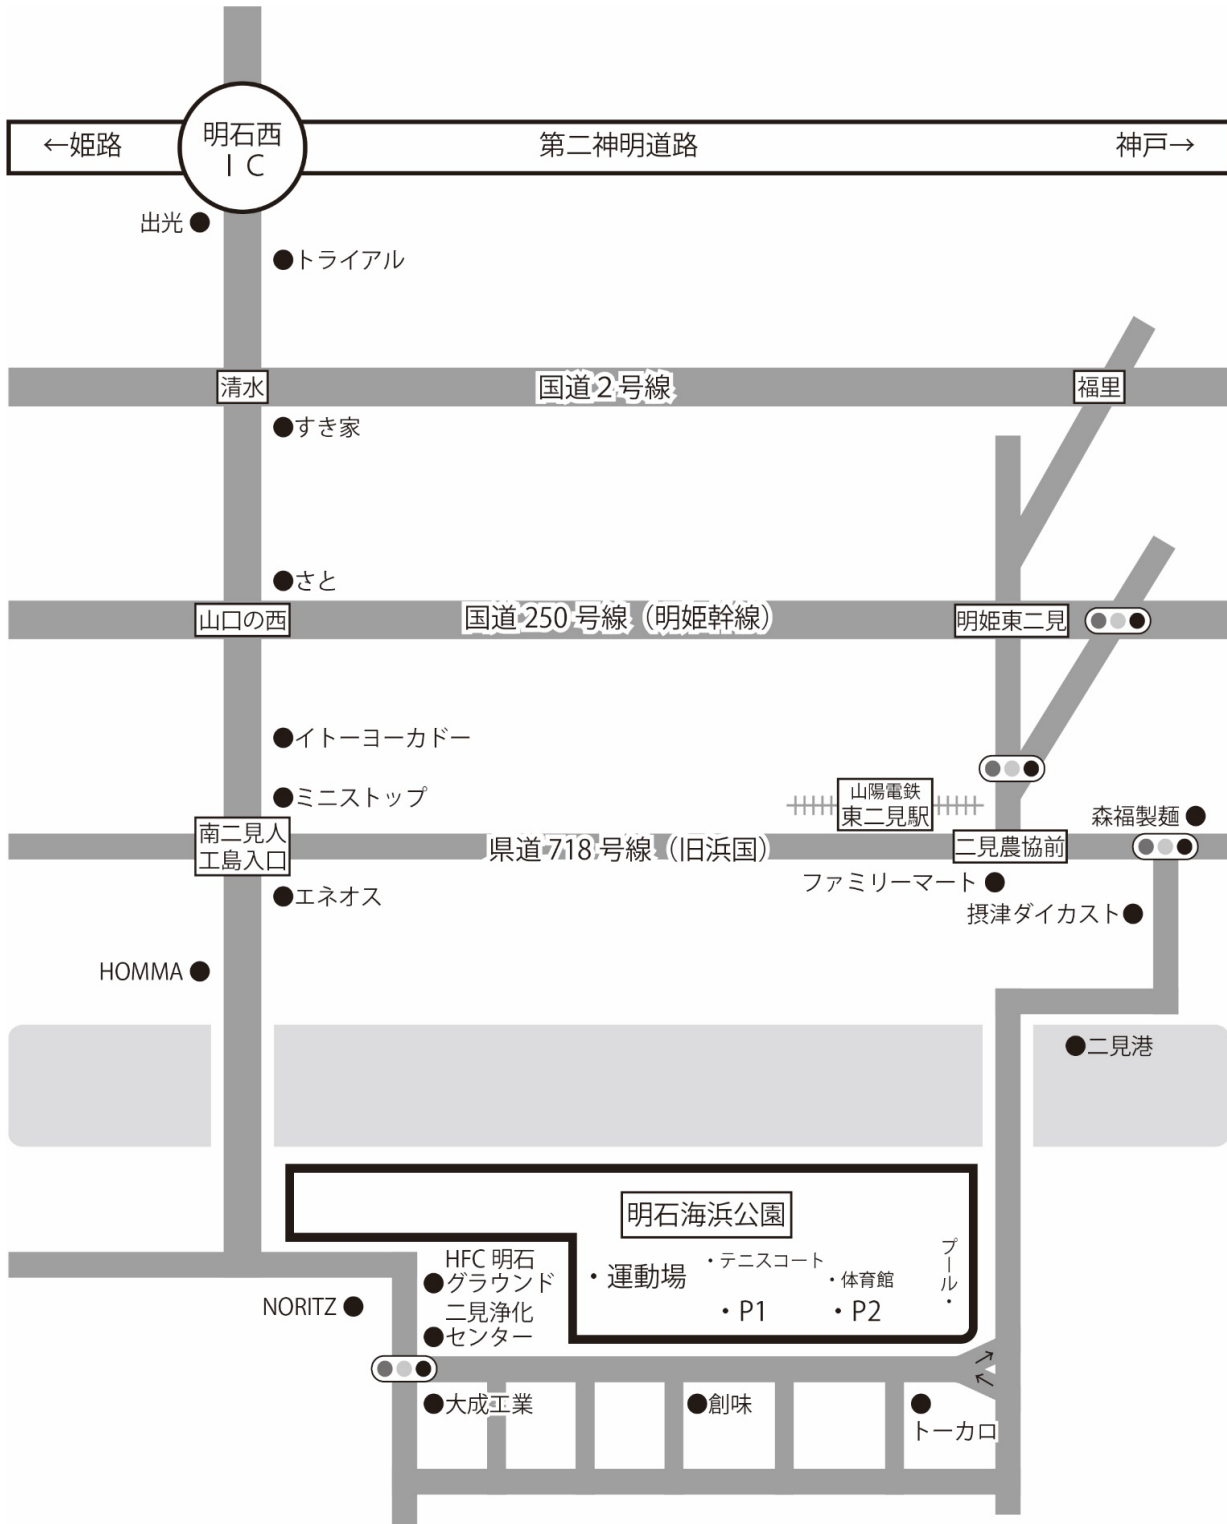 ←姫路
明石西
ＩＣ
第二神明道路
神戸→
出光
トライアル
清水
国道２号線
福里
すき家
さと
山口の西
国道 250 号線（明姫幹線）
明姫東二見
イトーヨーカドー
ミニストップ
山陽電鉄
東二見駅
森福製麺
南二見人
工島入口
県道 718 号線（旧浜国）
二見農協前
エネオス
ファミリーマート
摂津ダイカスト
HOMMA
二見港
明石海浜公園
・運動場
・テニスコート
・体育館
プール・
・P1
・P2
HFC 明石
グラウンド
NORITZ
二見浄化
センター
大成工業
創味
トーカロ